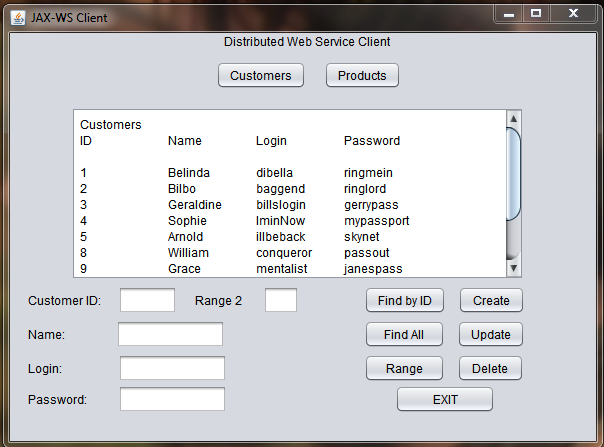 JAX-WS Client
Distributed Web Service Client
Customers Products
Customers
ID Name Login Password
1 Belinda dibella ringmein
2 Bilbo baggend ringlord
3 Geraldine billslogin gerrypass
4 Sophie IminNow mypassport
5 Arnold illbeback skynet
8 William conqueror passout
9 Grace mentalist janespass
Customer ID: Range 2 Find by ID Create
Name: Find All Update
Login: Range Delete
Password: EXIT